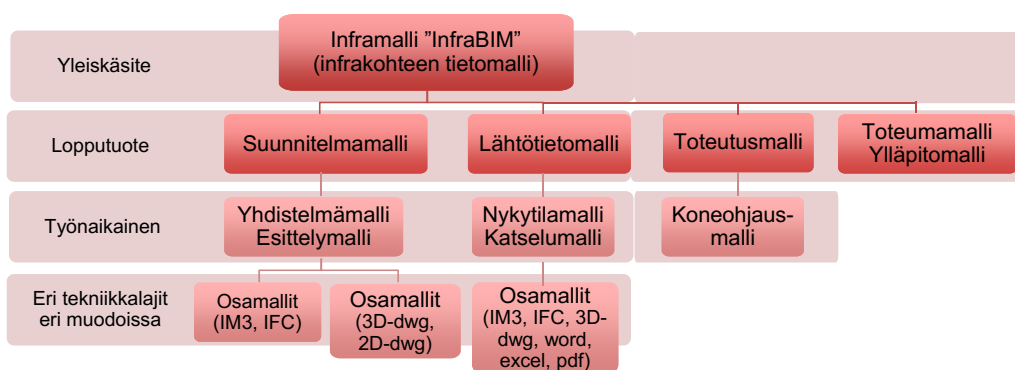 Yleiskäsite
Inframalli ”InfraBIM”
(infrakohteen tietomalli)
Lopputuote
Suunnitelmamalli
Lähtötietomalli
Toteutusmalli
Toteumamalli
Ylläpitomalli
Työnaikainen
Yhdistelmämalli
Esittelymalli
Nykytilamalli
Katselumalli
Koneohjaus-
malli
Eri tekniikkalajit
eri muodoissa
Osamallit
(IM3, IFC)
Osamallit
(3D-dwg,
2D-dwg)
Osamallit
(IM3, IFC, 3D-
dwg, word,
excel, pdf)